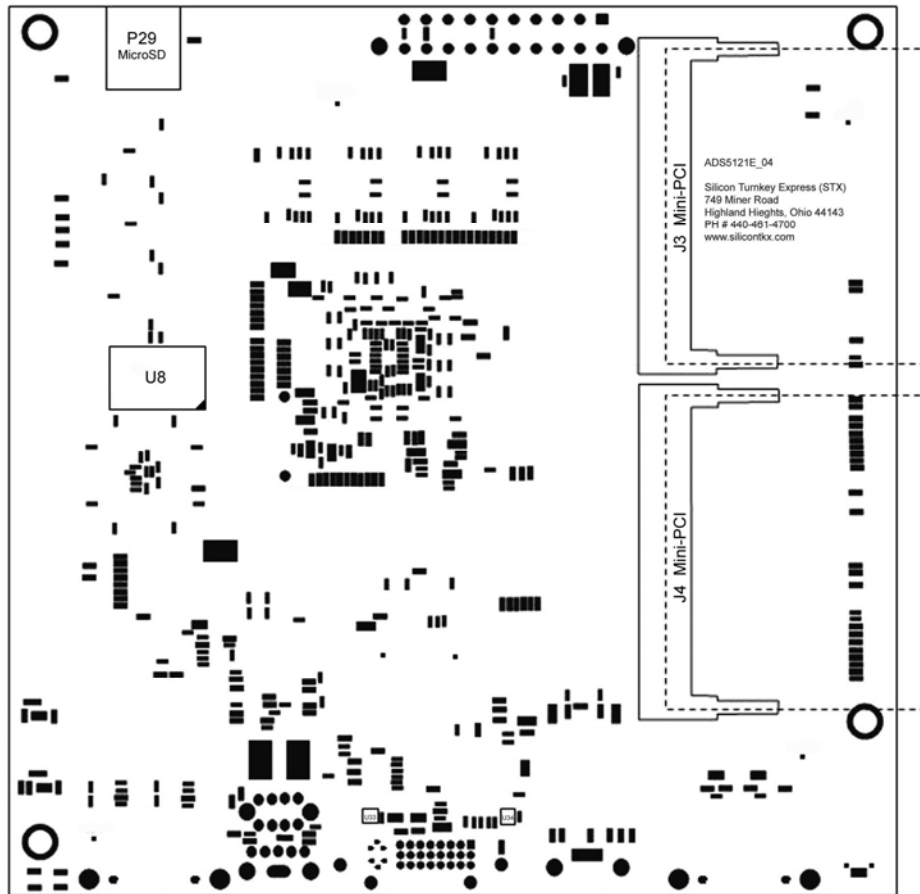 P29
MicroSD
J3 Mini-PCI
ADS5121E_04
Silicon Turnkey Express (STX)
749 Miner Road
Highland Hieghts, Ohio 44143
PH # 440-461-4700
www.silicontkx.com
U8
J4 Mini-PCI
U33
U34